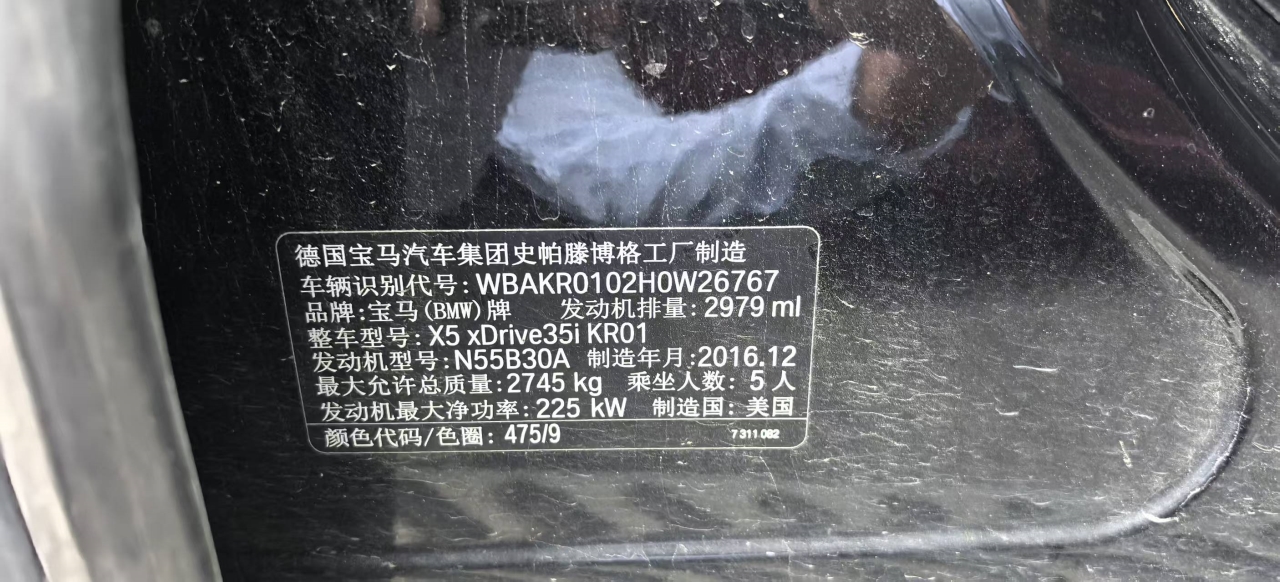 德国宝马汽车集团史帕滕博格工厂制造
车辆识别代号: WBAKR0102H0W26767
品牌: 宝马(BMW)牌 发动机排量: 2979 ml
整车型号: X5 xDrive35i KR01
发动机型号: N55B30A 制造年月: 2016.12
最大允许总质量: 2745 kg 乘坐人数: 5 人
发动机最大净功率: 225 kW 制造国: 美国
颜色代码/色圈: 475/9 7 311 082